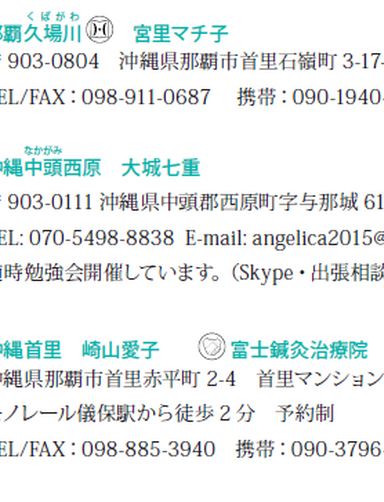 くばがわ
那覇久場川 宮里マチ子
〒903-0804 沖縄県那覇市首里石嶺町 3-17-
TEL/FAX：098-911-0687 携帯：090-1940-
なかがみ
沖縄中頭西原 大城七重
〒903-0111 沖縄県中頭郡西原町字与那城 61
TEL: 070-5498-8838 E-mail: angelica2015@
随時勉強会開催しています。（Skype・出張相談
沖縄首里 崎山愛子 富士鍼灸治療院
沖縄県那覇市首里赤平町 2-4 首里マンション
モノレール儀保駅から徒歩 2 分 予約制
TEL/FAX：098-885-3940 携帯：090-3796-